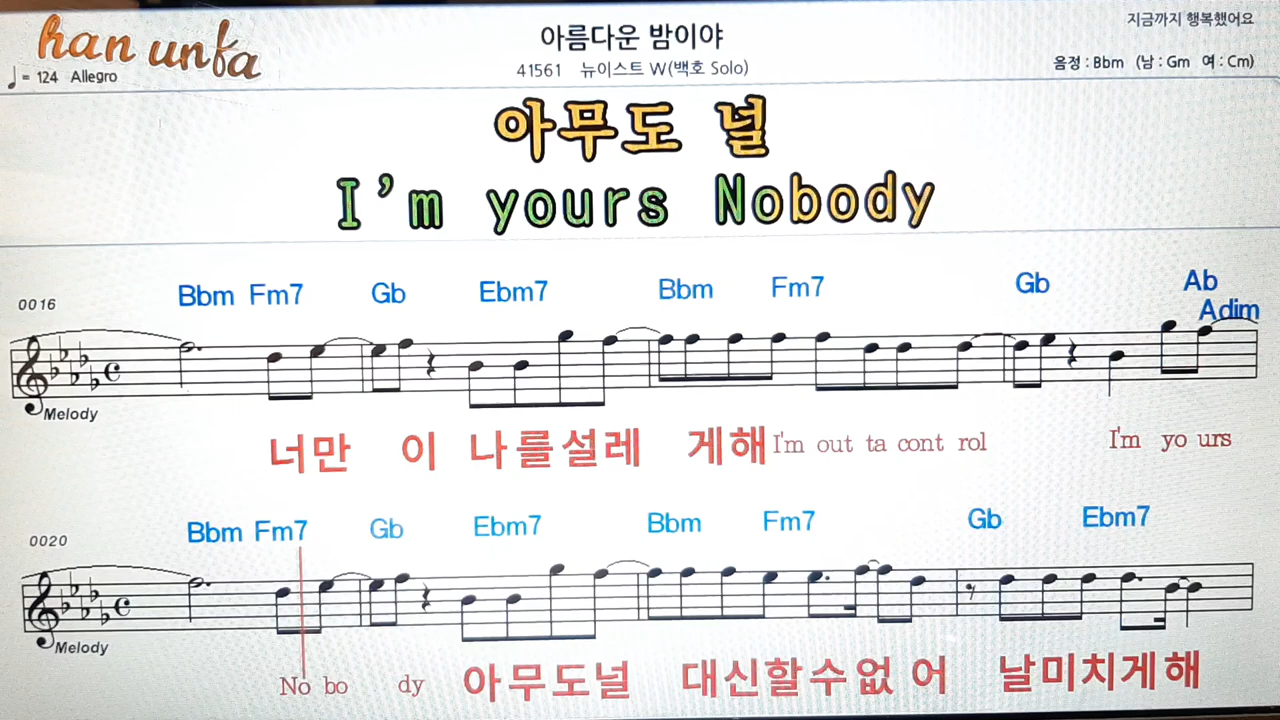 han unfa
♩= 124 Allegro
아름다운 밤이야
41561 뉴이스트 W(백호 Solo)
지금까지 행복했어요
음정 : Bbm (남 : Gm 여 : Cm)
아무도 널
I'm yours Nobody
0016 Bbm Fm7 Gb Ebm7 Bbm Fm7 Gb Ab
Adim
Melody
너만 이 나를설레 게해 I'm out ta cont rol I'm yo urs
0020 Bbm Fm7 Gb Ebm7 Bbm Fm7 Gb Ebm7
Melody
No bo dy 아무도널 대신할수없 어 날미치게해